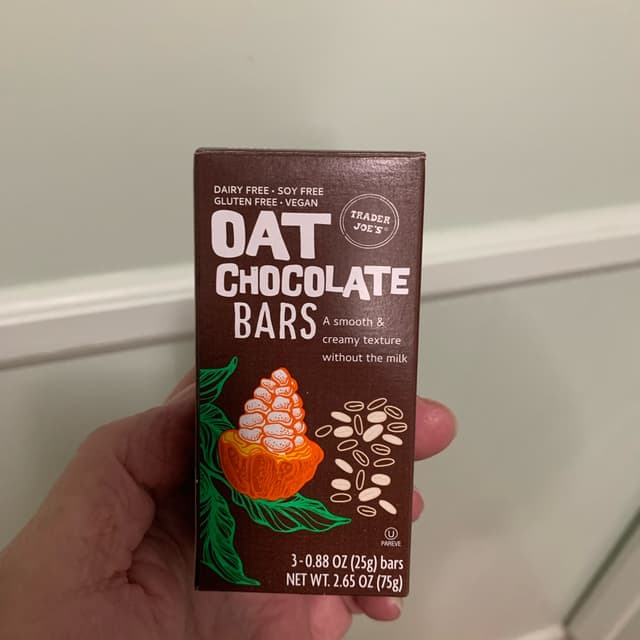 DAIRY FREE • SOY FREE
GLUTEN FREE • VEGAN
TRADER
JOE'S®
OAT
CHOCOLATE
BARS
A smooth &
creamy texture
without the milk
U
PAREVE
3-0.88 OZ (25g) bars
NET WT. 2.65 OZ (75g)